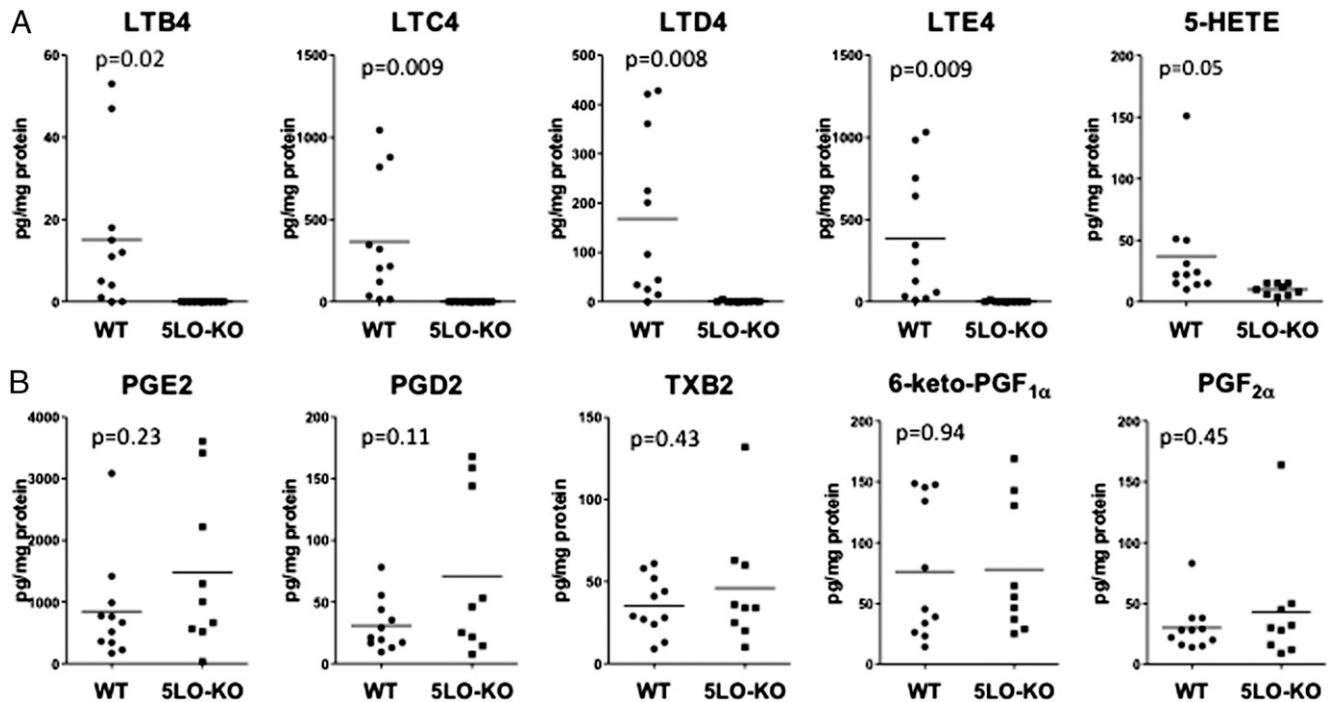 A
LTB4 LTC4 LTD4 LTE4 5-HETE
60 1500 500 1500 200
p=0.02 p=0.009 p=0.008 p=0.009 p=0.05
400
150
40 1000 300 1000
100
200
20 500 500
100 50
0 0 0 0 0
pg/mg protein pg/mg protein pg/mg protein pg/mg protein pg/mg protein
WT 5LO-KO WT 5LO-KO WT 5LO-KO WT 5LO-KO WT 5LO-KO
B
PGE2 PGD2 TXB2 6-keto-PGF1α PGF2α
4000 200 150 200 200
p=0.23 p=0.11 p=0.43 p=0.94 p=0.45
3000 150 150 150
100
2000 100 100 100
50
1000 50 50 50
0 0 0 0 0
pg/mg protein pg/mg protein pg/mg protein pg/mg protein pg/mg protein
WT 5LO-KO WT 5LO-KO WT 5LO-KO WT 5LO-KO WT 5LO-KO